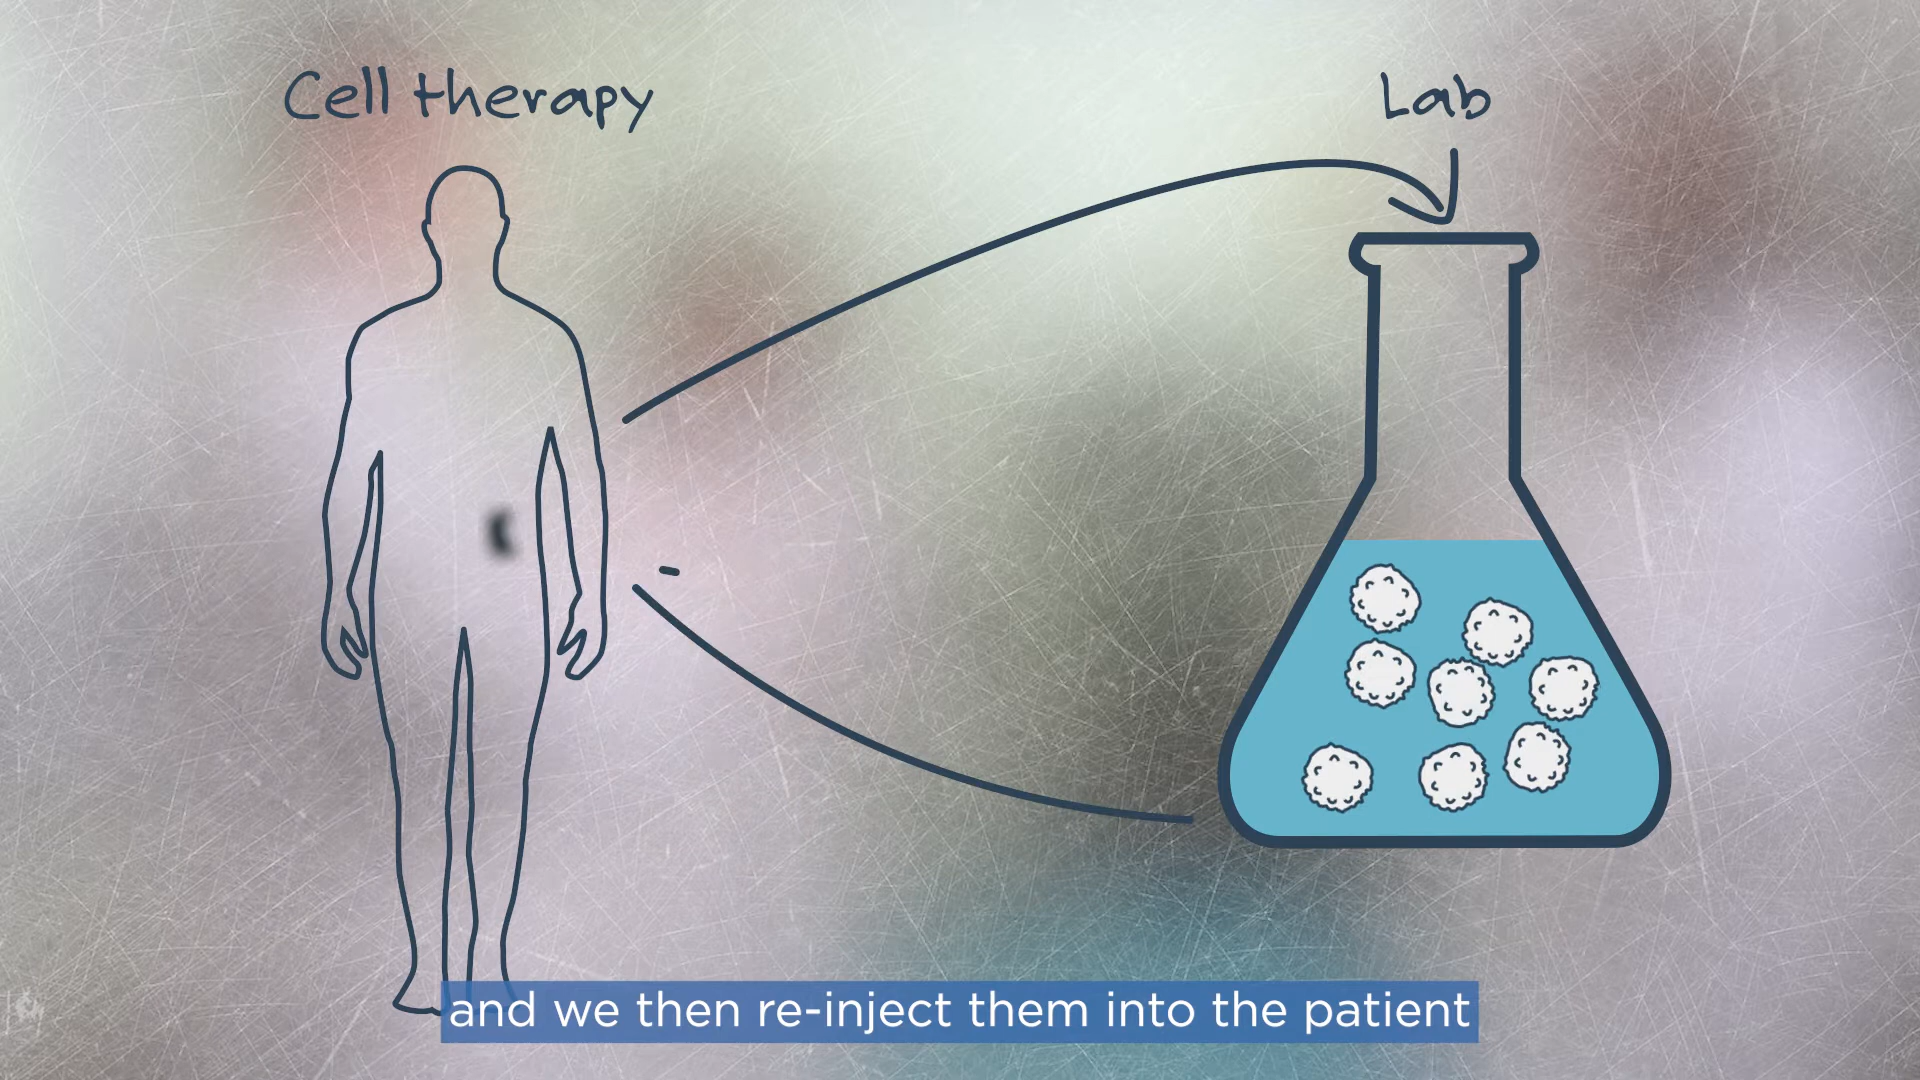 Cell therapy
Lab
and we then re-inject them into the patient